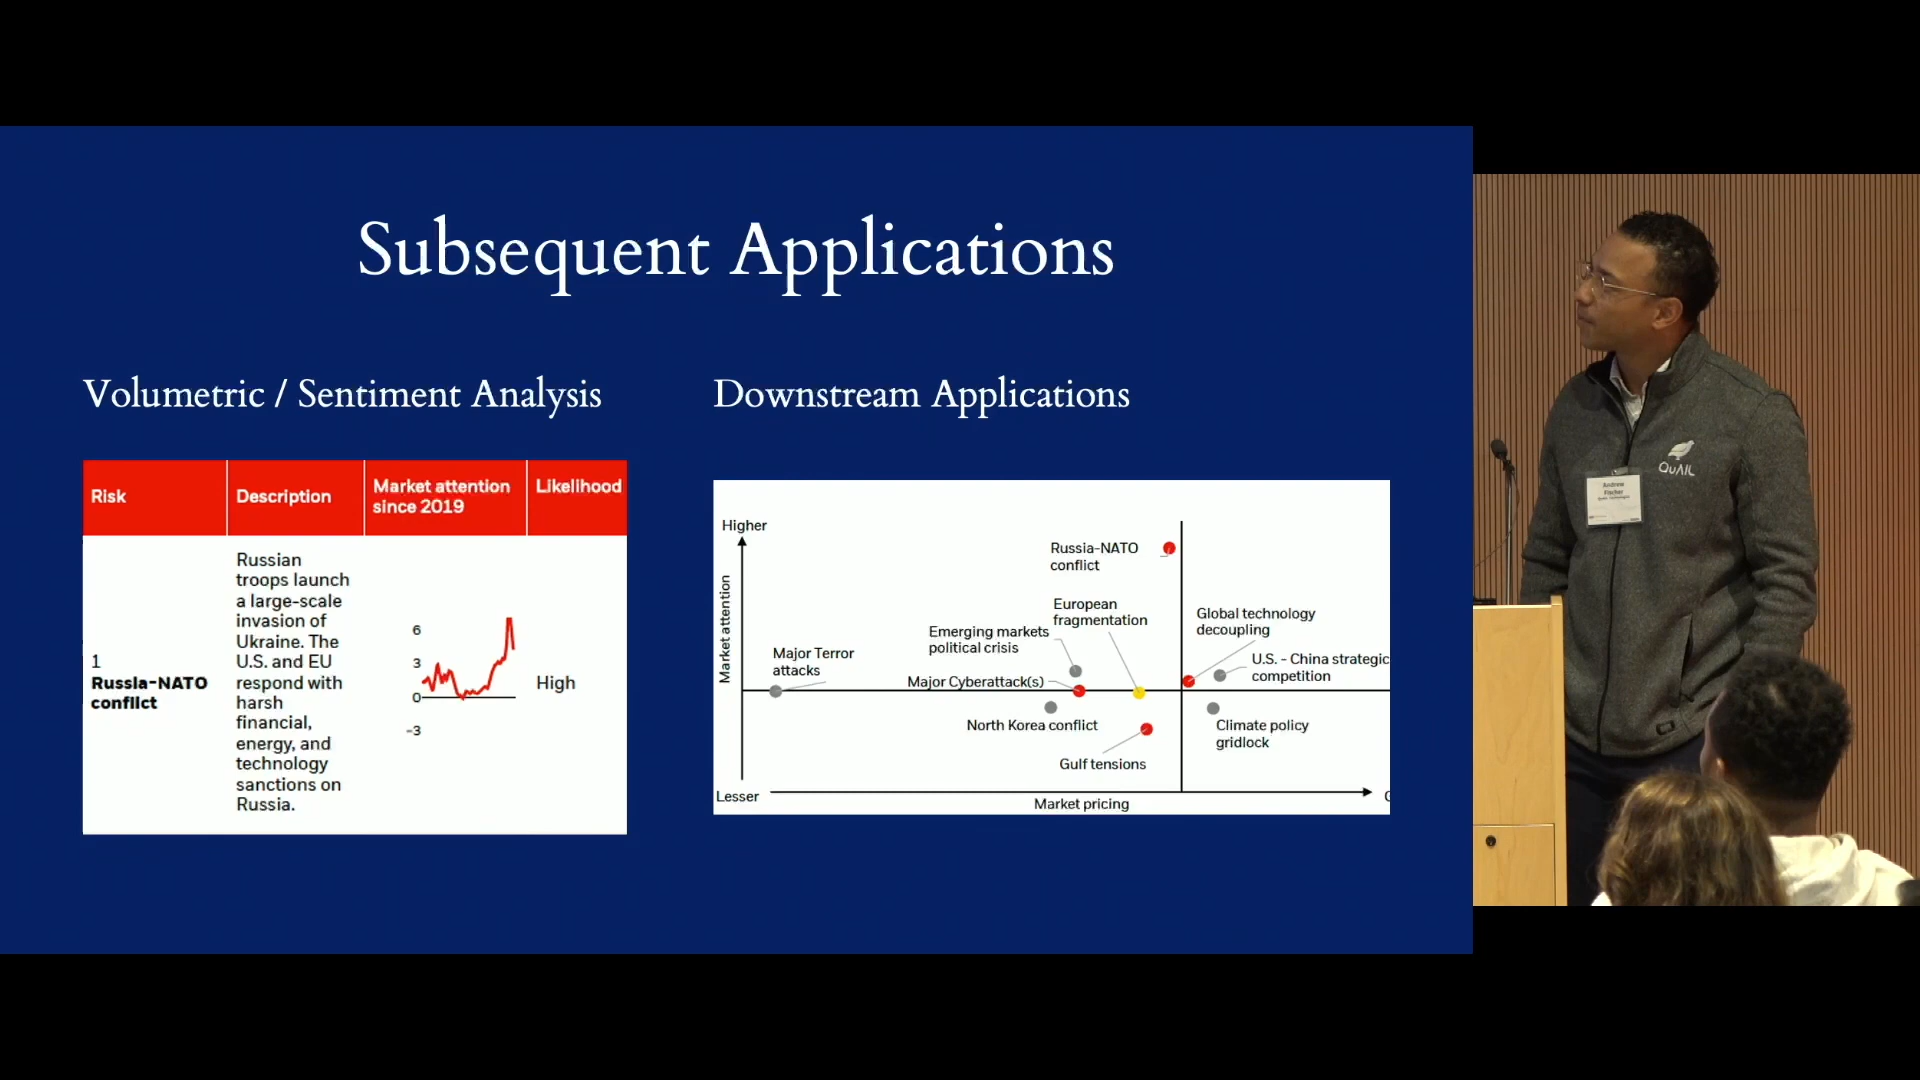 Subsequent Applications
Volumetric / Sentiment Analysis
Risk
Description
Market attention
since 2019
Likelihood
1
Russia-NATO
conflict
Russian
troops launch
a large-scale
invasion of
Ukraine. The
U.S. and EU
respond with
harsh
financial,
energy, and
technology
sanctions on
Russia.
6
3
0
-3
High
Downstream Applications
Higher
Market attention
Lesser
Market pricing
Russia-NATO
conflict
European
fragmentation
Global technology
decoupling
Emerging markets
political crisis
Major Terror
attacks
U.S. - China strategic
competition
Major Cyberattack(s)
North Korea conflict
Climate policy
gridlock
Gulf tensions
QuAIL
Andrew
Fischer